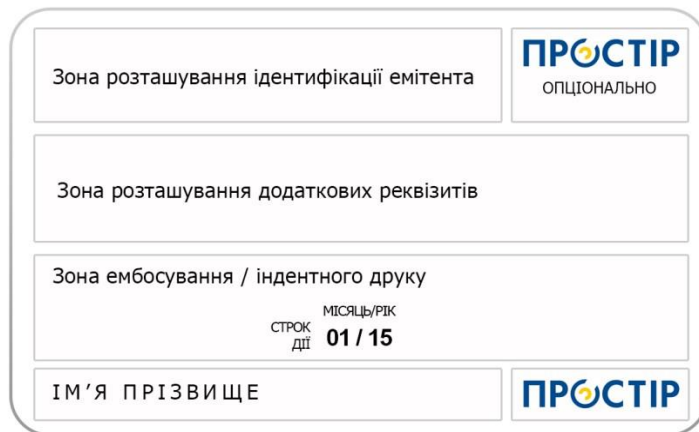 Зона розташування ідентифікації емітента
ПРОСТІР
ОПЦІОНАЛЬНО
Зона розташування додаткових реквізитів
Зона ембосування / індентного друку
МІСЯЦЬ/РІК
СТРОК
ДІЇ 01 / 15
ІМ’Я ПРІЗВИЩЕ
ПРОСТІР